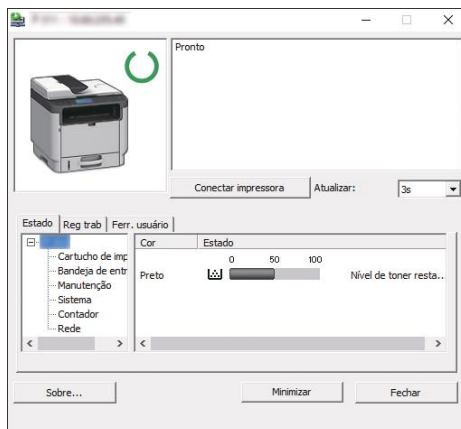 Pronto
Conectar impressora
Atualizar:
3s
Estado
Reg trab
Ferr. usuário
Cor
Estado
Cartucho de imp
Bandeja de entr
Manutenção
Sistema
Contador
Rede
0 50 100
Preto
Nível de toner resta...
Sobre...
Minimizar
Fechar